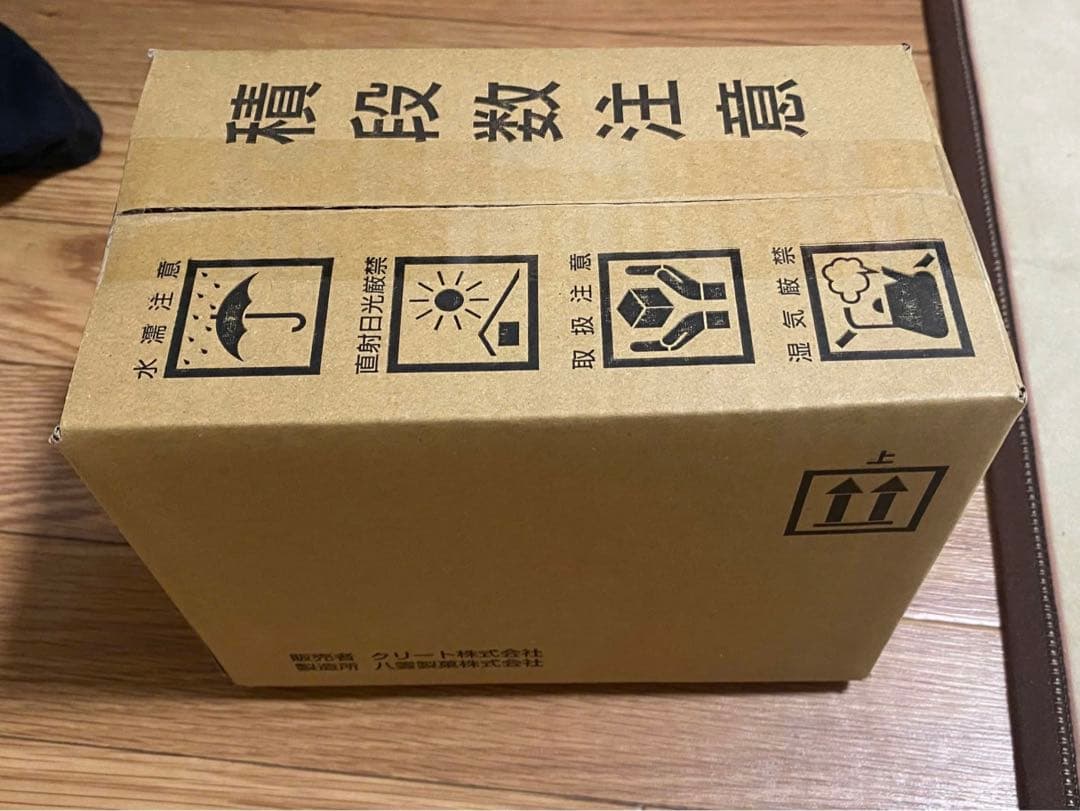 積段数注意
水濡注意
直射日光厳禁
取扱注意
湿気厳禁
上
販売者 クリート株式会社
製造所 八雲製菓株式会社